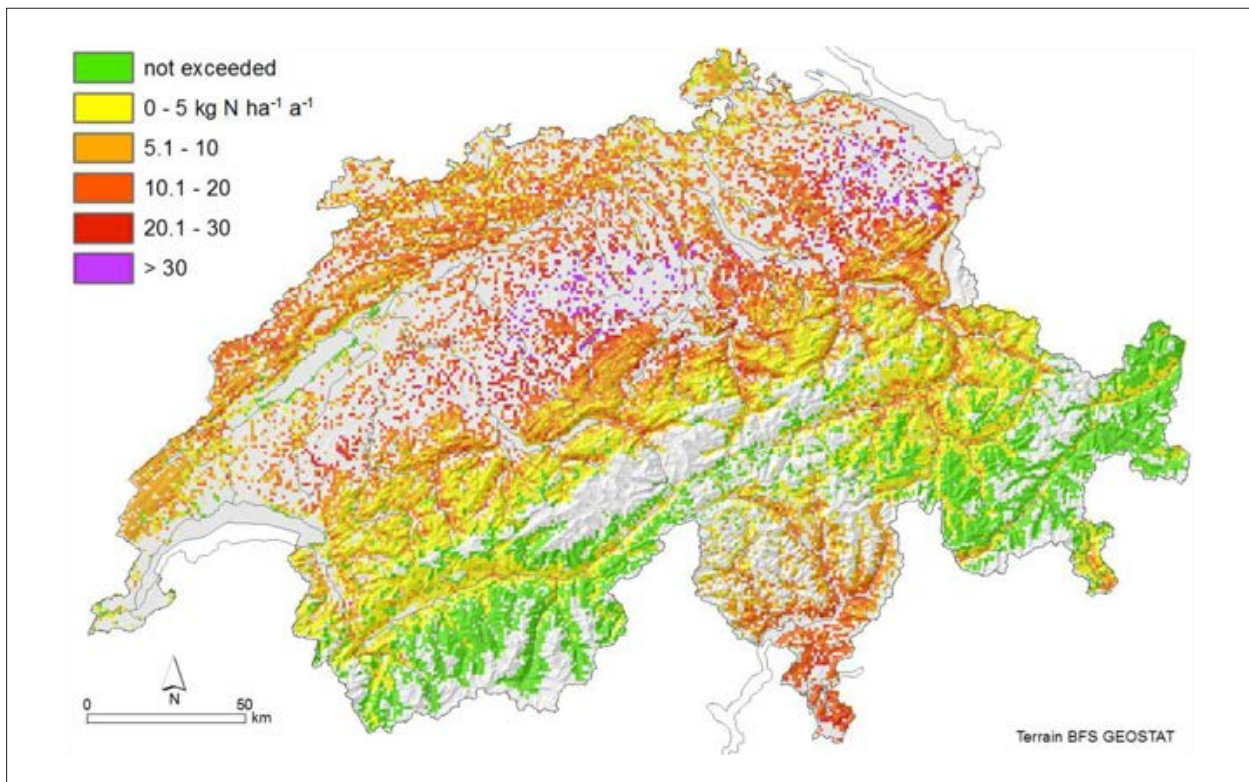 not exceeded
0 - 5 kg N ha⁻¹ a⁻¹
5.1 - 10
10.1 - 20
20.1 - 30
> 30
N
0 50
km
Terrain BFS GEOSTAT